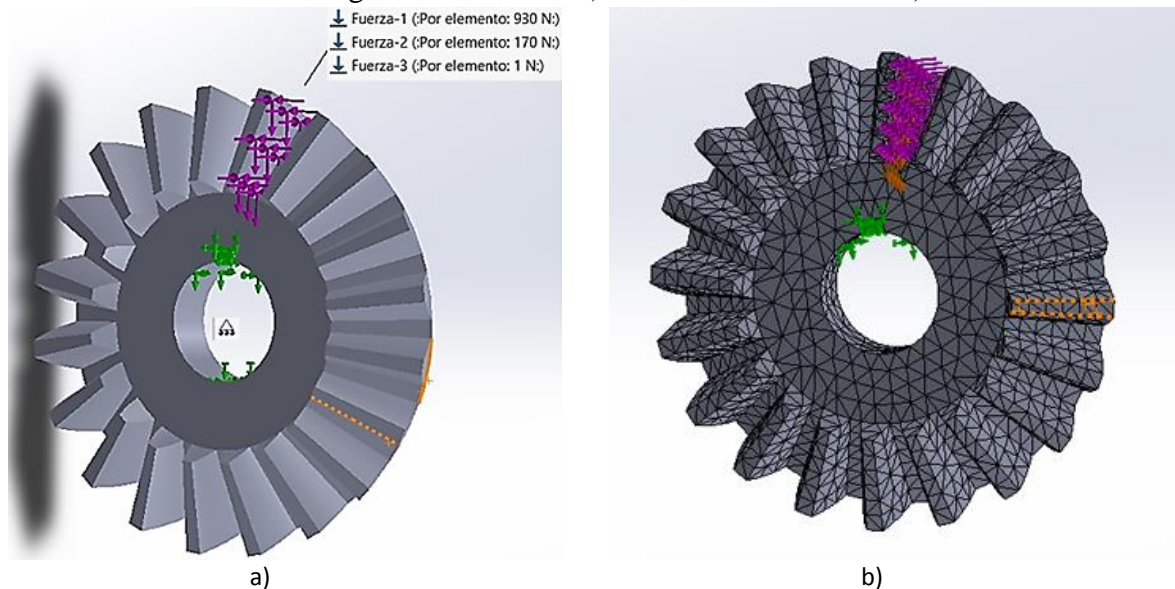 Fuerza-1 (:Por elemento: 930 N:)
Fuerza-2 (:Por elemento: 170 N:)
Fuerza-3 (:Por elemento: 1 N:)
a)
b)